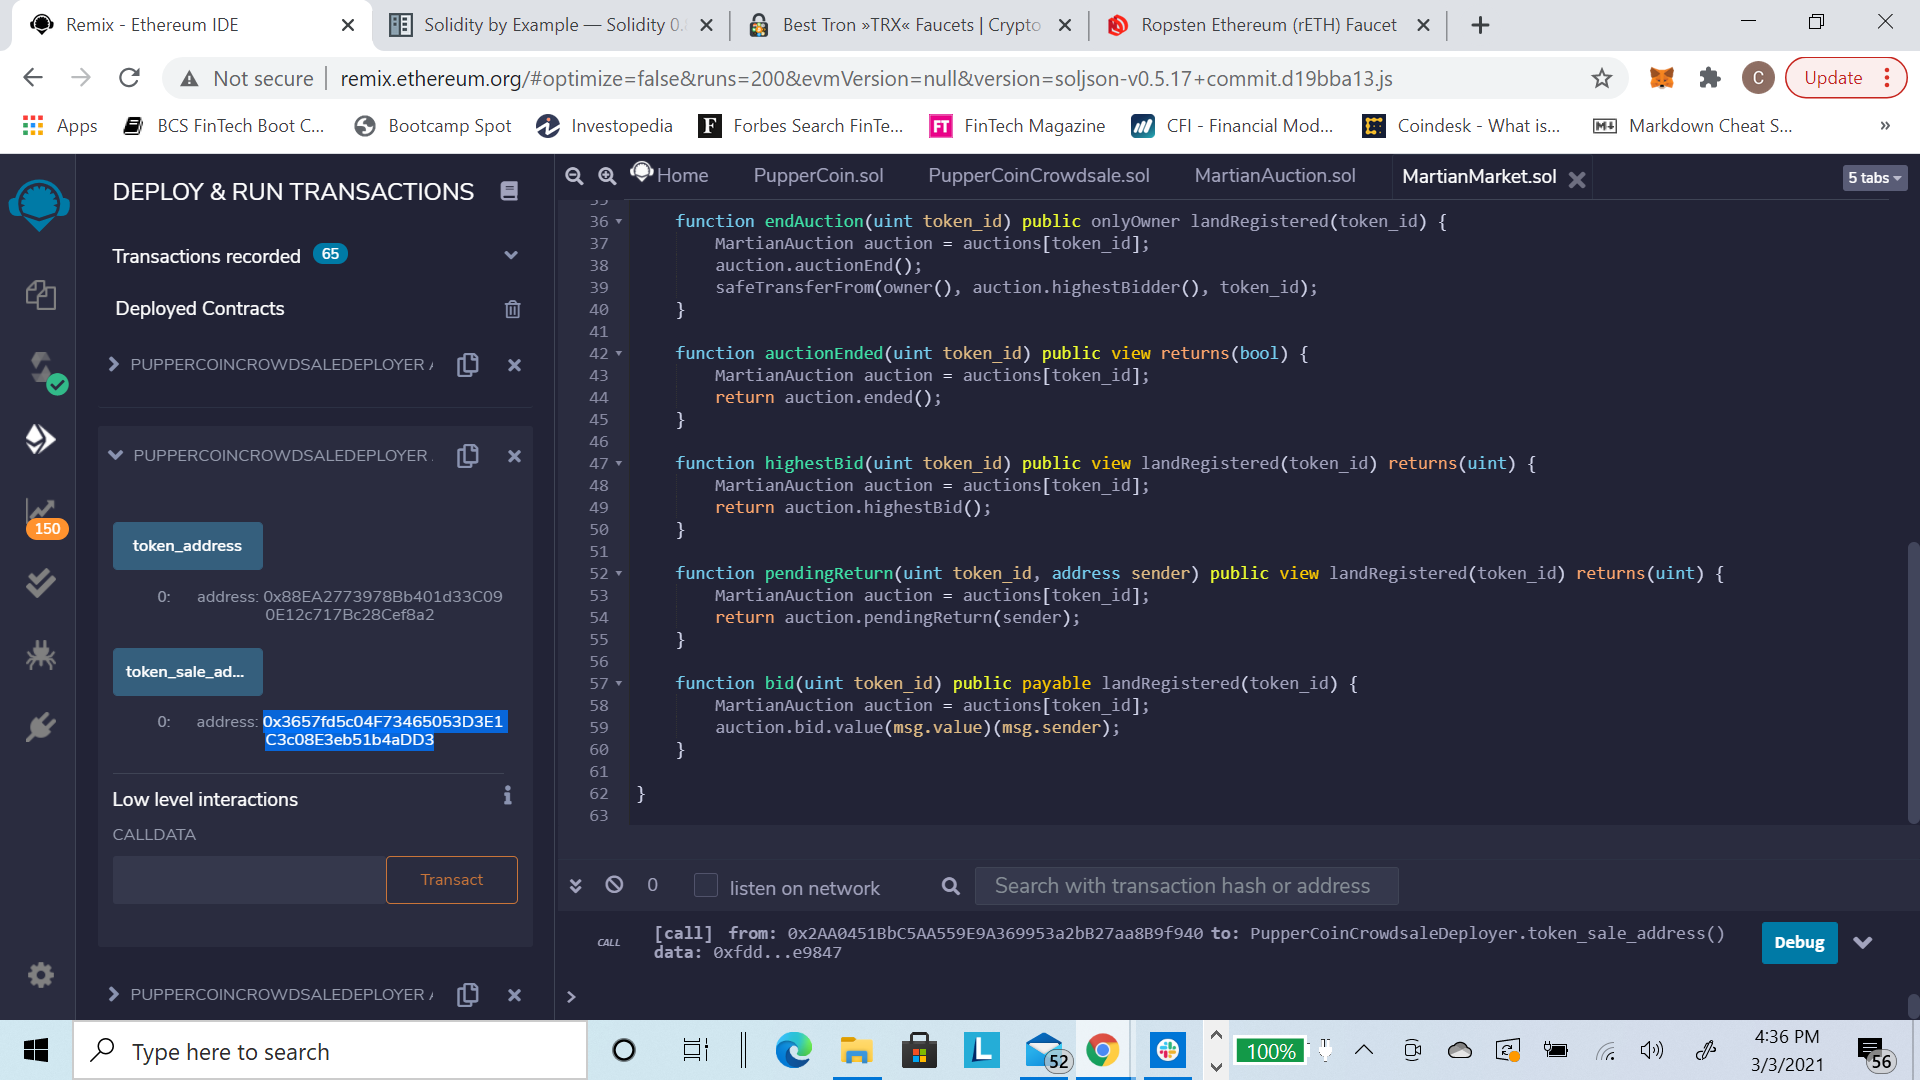 Remix - Ethereum IDE
Solidity by Example — Solidity 0.
Best Tron »TRX« Faucets | Crypto
Ropsten Ethereum (rETH) Faucet
Not secure
remix.ethereum.org/#optimize=false&runs=200&evmVersion=null&version=soljson-v0.5.17+commit.d19bba13.js
C
Update
Apps
BCS FinTech Boot C...
Bootcamp Spot
Investopedia
F
Forbes Search FinTe...
FT
FinTech Magazine
CFI - Financial Mod...
Coindesk - What is...
Markdown Cheat S...
»
DEPLOY & RUN TRANSACTIONS
Transactions recorded 65
Deployed Contracts
PUPPERCOINCROWDSALEDEPLOYER
PUPPERCOINCROWDSALEDEPLOYER
150
token_address
0: address: 0x88EA2773978Bb401d33C09
0E12c717Bc28Cef8a2
token_sale_ad...
0: address: 0x3657fd5c04F73465053D3E1
C3c08E3eb51b4aDD3
Low level interactions
i
CALLDATA
Transact
PUPPERCOINCROWDSALEDEPLOYER
Home
PupperCoin.sol
PupperCoinCrowdsale.sol
MartianAuction.sol
MartianMarket.sol
5 tabs
35
36 function endAuction(uint token_id) public onlyOwner landRegistered(token_id) {
37 MartianAuction auction = auctions[token_id];
38 auction.auctionEnd();
39 safeTransferFrom(owner(), auction.highestBidder(), token_id);
40 }
41
42 function auctionEnded(uint token_id) public view returns(bool) {
43 MartianAuction auction = auctions[token_id];
44 return auction.ended();
45 }
46
47 function highestBid(uint token_id) public view landRegistered(token_id) returns(uint) {
48 MartianAuction auction = auctions[token_id];
49 return auction.highestBid();
50 }
51
52 function pendingReturn(uint token_id, address sender) public view landRegistered(token_id) returns(uint) {
53 MartianAuction auction = auctions[token_id];
54 return auction.pendingReturn(sender);
55 }
56
57 function bid(uint token_id) public payable landRegistered(token_id) {
58 MartianAuction auction = auctions[token_id];
59 auction.bid.value(msg.value)(msg.sender);
60 }
61
62 }
63
0
listen on network
Search with transaction hash or address
CALL
[call] from: 0x2AA0451BbC5AA559E9A369953a2bB27aa8B9f940 to: PupperCoinCrowdsaleDeployer.token_sale_address()
data: 0xfdd...e9847
Debug
>
Type here to search
L
52
100%
4:36 PM
3/3/2021
56